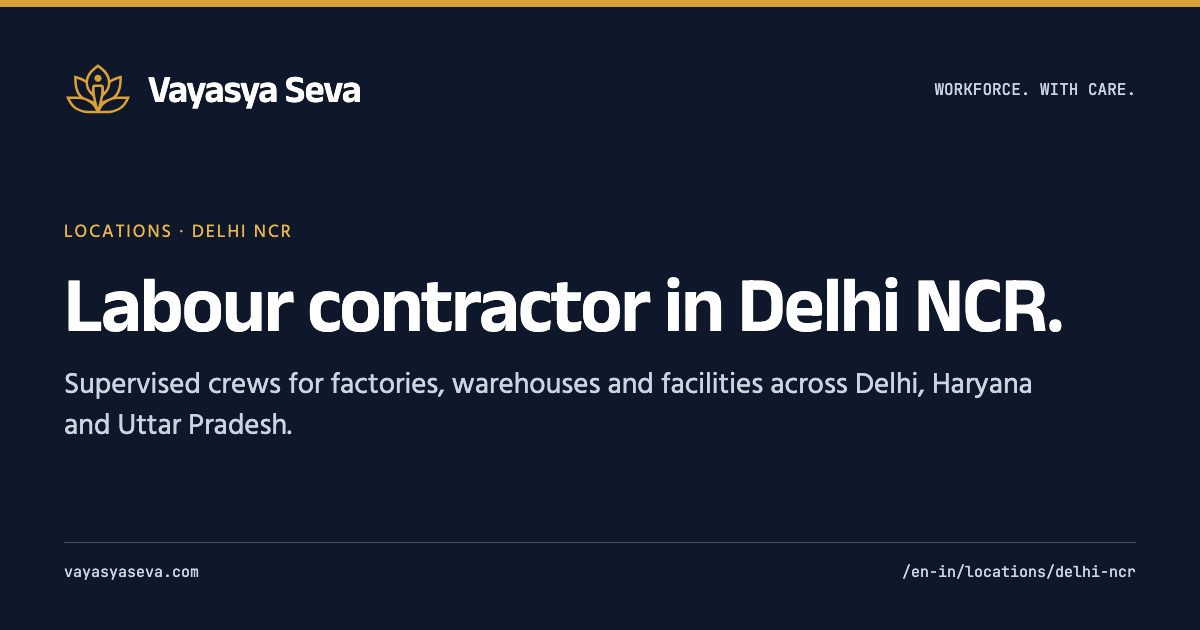 Vayasya Seva
WORKFORCE. WITH CARE.
LOCATIONS · DELHI NCR
Labour contractor in Delhi NCR.
Supervised crews for factories, warehouses and facilities across Delhi, Haryana
and Uttar Pradesh.
vayasyaseva.com
/en-in/locations/delhi-ncr